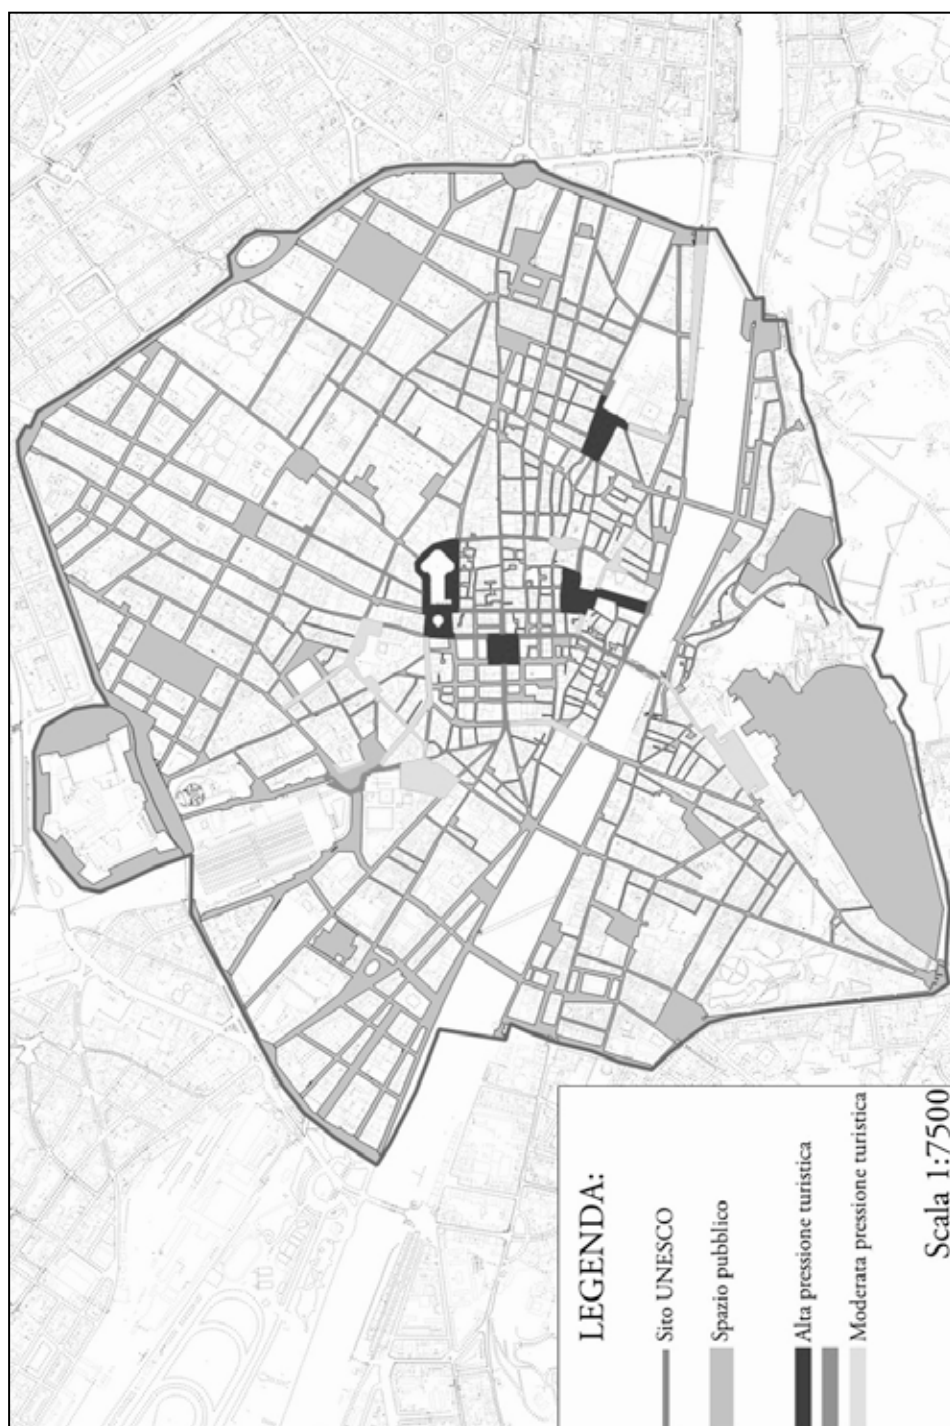 LEGENDA:
Sito UNESCO
Spazio pubblico
Alta pressione turistica
Moderata pressione turistica
Scala 1:7500